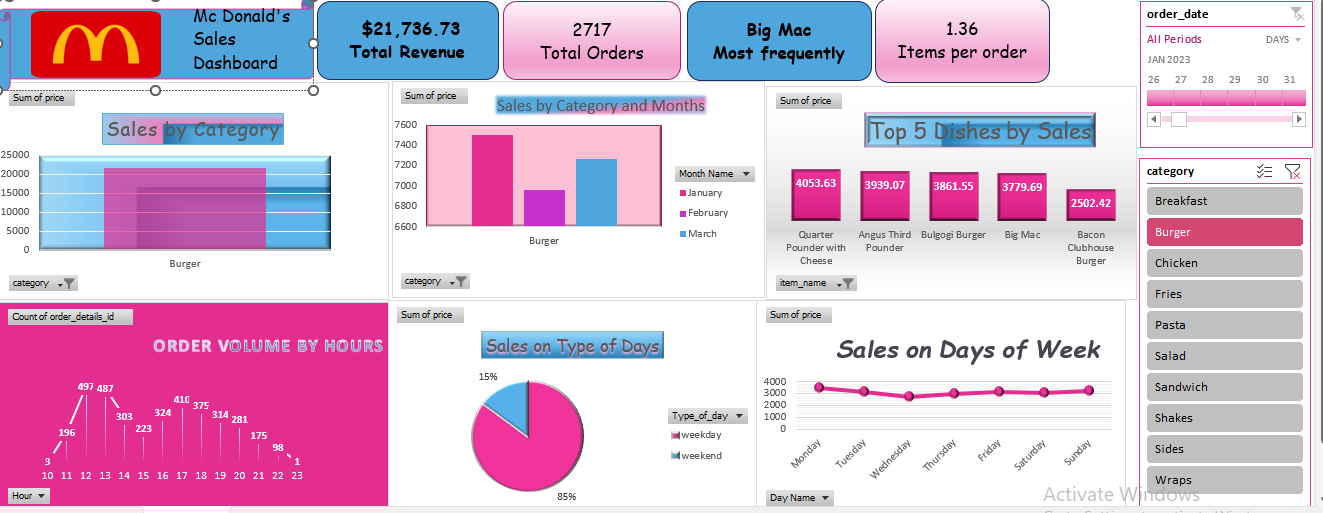 Mc Donald's
Sales
Dashboard
$21,736.73
Total Revenue
2717
Total Orders
Big Mac
Most frequently
1.36
Items per order
order_date
All Periods
DAYS
JAN 2023
26 27 28 29 30 31
Sum of price
Sales by Category
25000
20000
15000
10000
5000
0
Burger
category
Sum of price
Sales by Category and Months
7600
7400
7200
7000
6800
6600
Burger
Month Name
January
February
March
category
Sum of price
Top 5 Dishes by Sales
4053.63
3939.07
3861.55
3779.69
2502.42
Quarter
Pounder with
Cheese
Angus Third
Pounder
Bulgogi Burger
Big Mac
Bacon
Clubhouse
Burger
item_name
category
Breakfast
Burger
Chicken
Fries
Pasta
Salad
Sandwich
Shakes
Sides
Wraps
Count of order_details_id
ORDER VOLUME BY HOURS
3 196 497 487 303 223 324 410 375 314 281 175 98 1
10 11 12 13 14 15 16 17 18 19 20 21 22 23
Hour
Sum of price
Sales on Type of Days
15%
85%
Type_of_day
weekday
weekend
Sum of price
Sales on Days of Week
4000
3000
2000
1000
0
Monday
Tuesday
Wednesday
Thursday
Friday
Saturday
Sunday
Day Name
Activate Windows